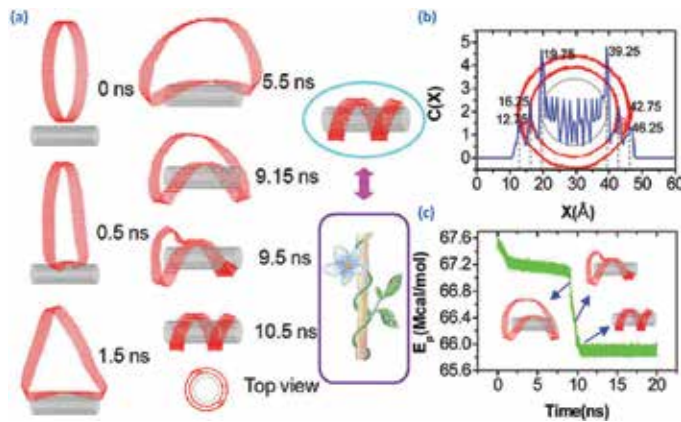 (a)
0 ns
0.5 ns
1.5 ns
5.5 ns
9.15 ns
9.5 ns
10.5 ns
Top view
(b)
C(X)
5
4
3
2
1
0
19.75
39.25
16.75
12.75
42.75
46.25
0 10 20 30 40 50 60
X(Å)
(c)
Ep(Mcal/mol)
67.6
67.2
66.8
66.4
66.0
65.6
0 5 10 15 20
Time(ns)